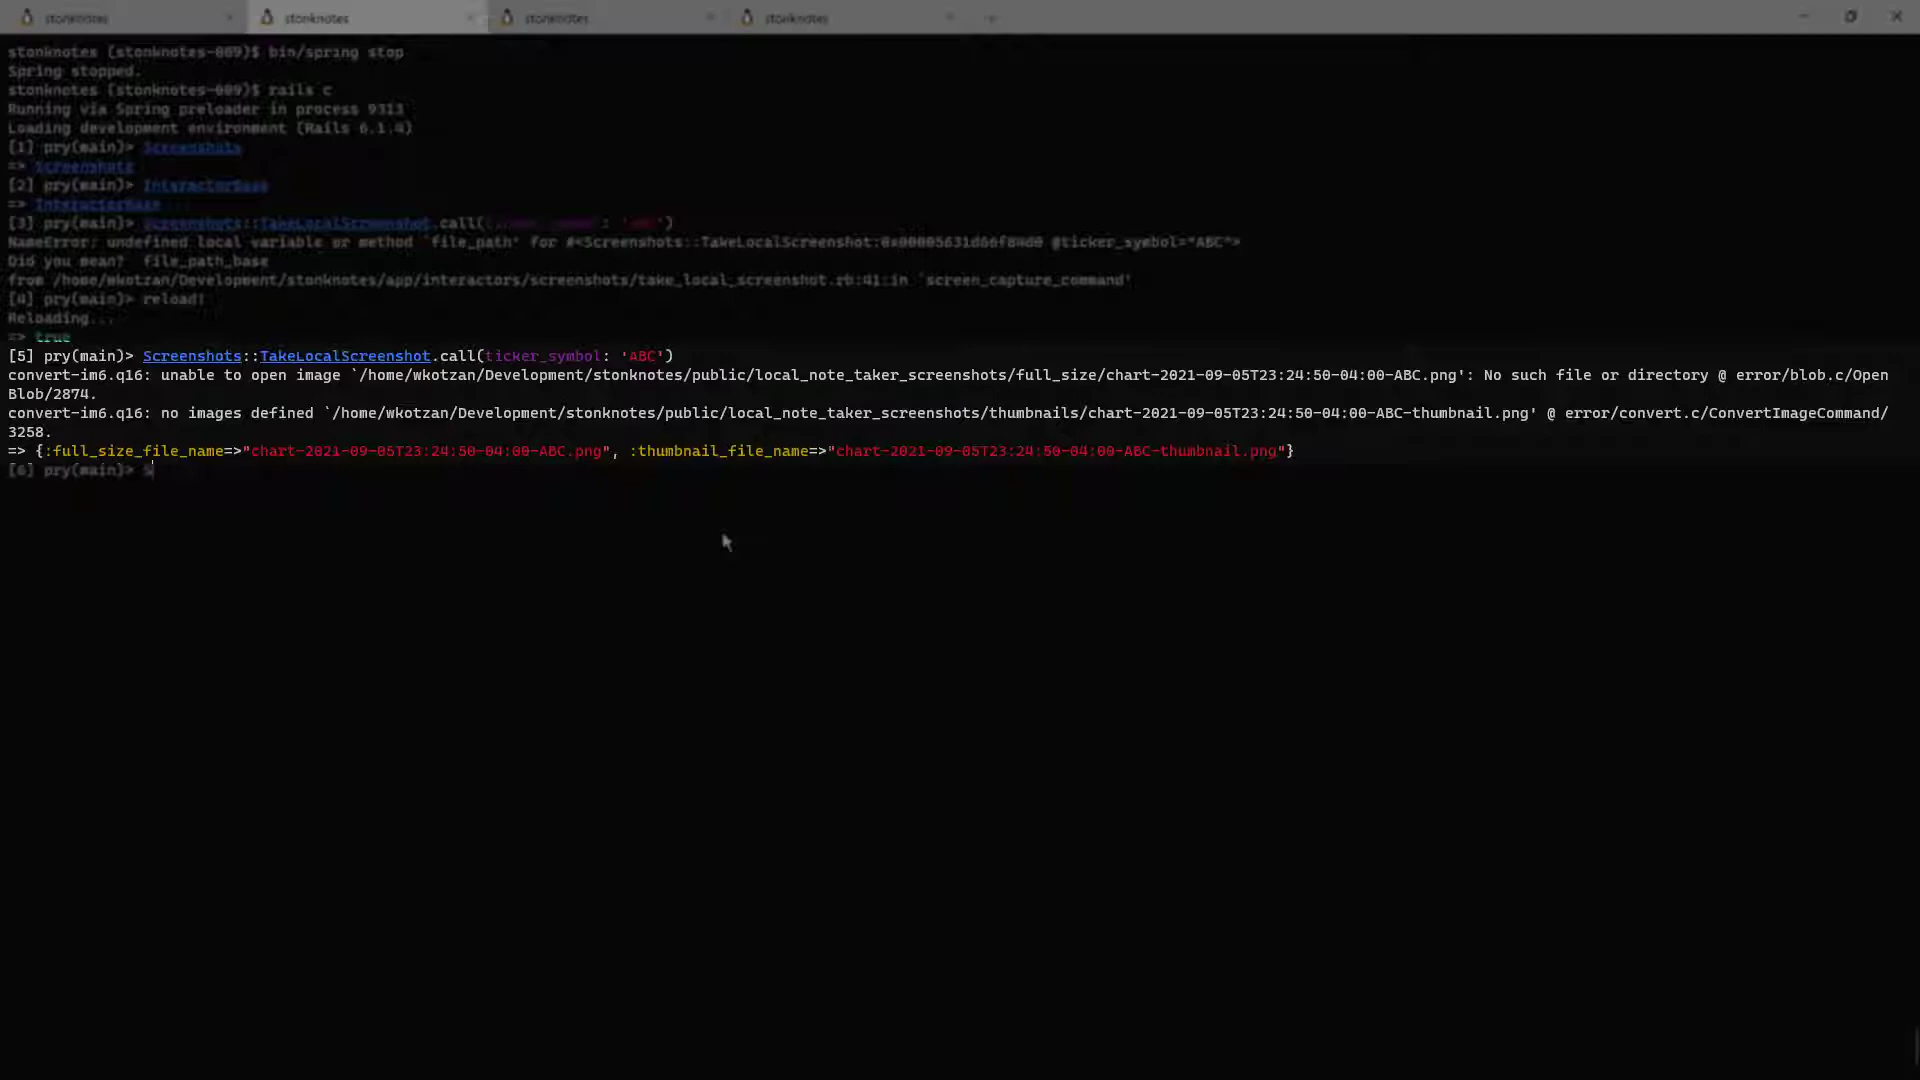 stonknotes
stonknotes
stonknotes
stonknotes
stonknotes (stonknotes-009)$ bin/spring stop
Spring stopped.
stonknotes (stonknotes-009)$ rails c
Running via Spring preloader in process 9313
Loading development environment (Rails 6.1.4)
[1] pry(main)> Screenshots
=> Screenshots
[2] pry(main)> InteractorBase
=> InteractorBase
[3] pry(main)> Screenshots::TakeLocalScreenshot.call(ticker_symbol: 'ABC')
NameError: undefined local variable or method `file_path' for #<Screenshots::TakeLocalScreenshot: @ticker_symbol="ABC">
Did you mean?  file_path_base
from /home/wkotzan/Development/stonknotes/app/interactors/screenshots/take_local_screenshot.rb:41:in `screen_capture_command'
[4] pry(main)> reload!
Reloading...
=> true
[5] pry(main)> Screenshots::TakeLocalScreenshot.call(ticker_symbol: 'ABC')
convert-im6.q16: unable to open image `/home/wkotzan/Development/stonknotes/public/local_note_taker_screenshots/full_size/chart-2021-09-05T23:24:50-04:00-ABC.png': No such file or directory @ error/blob.c/Open
Blob/2874.
convert-im6.q16: no images defined `/home/wkotzan/Development/stonknotes/public/local_note_taker_screenshots/thumbnails/chart-2021-09-05T23:24:50-04:00-ABC-thumbnail.png' @ error/convert.c/ConvertImageCommand/
3258.
=> {:full_size_file_name=>"chart-2021-09-05T23:24:50-04:00-ABC.png", :thumbnail_file_name=>"chart-2021-09-05T23:24:50-04:00-ABC-thumbnail.png"}
[6] pry(main)>